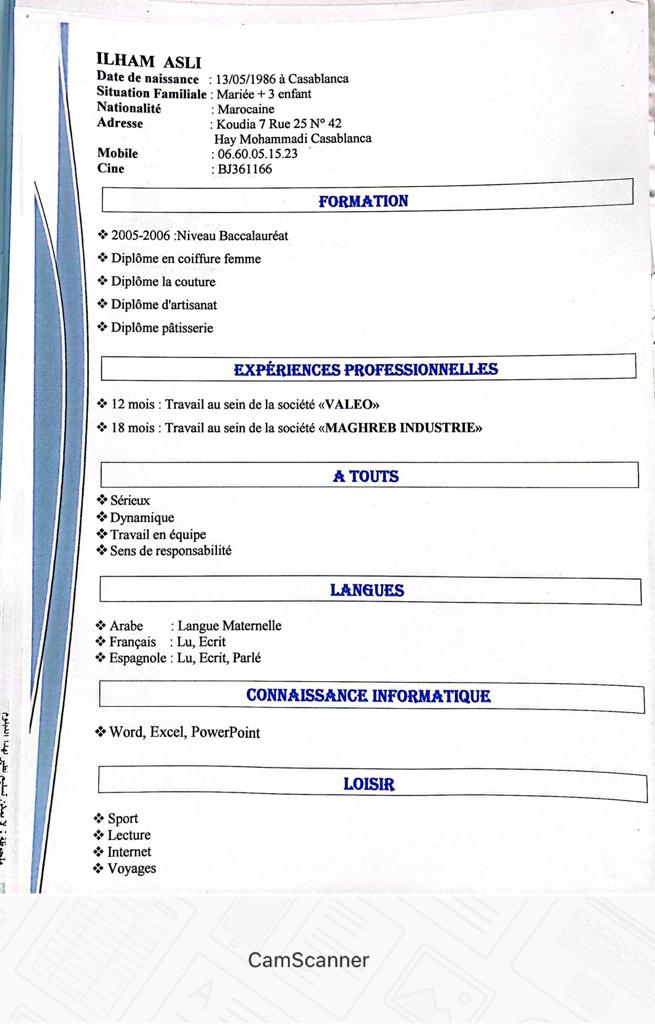 ILHAM ASLI
Date de naissance : 13/05/1986 à Casablanca
Situation Familiale : Mariée + 3 enfant
Nationalité : Marocaine
Adresse : Koudia 7 Rue 25 N° 42
Hay Mohammadi Casablanca
Mobile : 06.60.05.15.23
Cine : BJ361166
FORMATION
❖ 2005-2006 :Niveau Baccalauréat
❖ Diplôme en coiffure femme
❖ Diplôme la couture
❖ Diplôme d'artisanat
❖ Diplôme pâtisserie
EXPÉRIENCES PROFESSIONNELLES
❖ 12 mois : Travail au sein de la société «VALEO»
❖ 18 mois : Travail au sein de la société «MAGHREB INDUSTRIE»
A TOUTS
❖ Sérieux
❖ Dynamique
❖ Travail en équipe
❖ Sens de responsabilité
LANGUES
❖ Arabe : Langue Maternelle
❖ Français : Lu, Ecrit
❖ Espagnole : Lu, Ecrit, Parlé
CONNAISSANCE INFORMATIQUE
❖ Word, Excel, PowerPoint
LOISIR
❖ Sport
❖ Lecture
❖ Internet
❖ Voyages
CamScanner